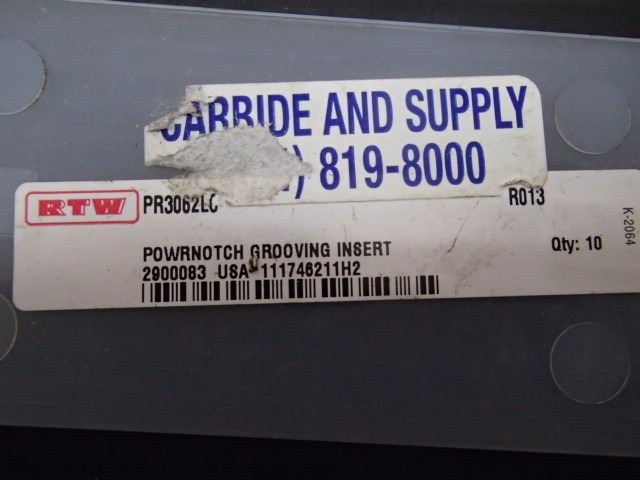 CARBIDE AND SUPPLY
) 819-8000
RTW PR3062LC R013
POWRNOTCH GROOVING INSERT Qty: 10
2900083 USA 111746211H2
K-2064